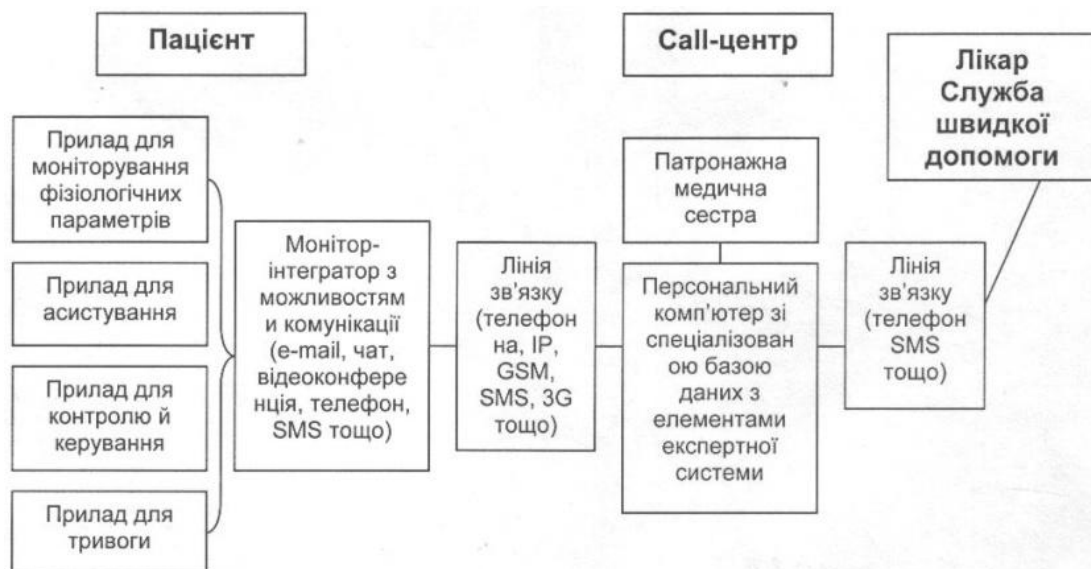 Пацієнт
Call-центр
Лікар
Служба
швидкої
допомоги
Прилад для
моніторування
фізіологічних
параметрів
Прилад для
асистування
Прилад для
контролю й
керування
Прилад для
тривоги
Монітор-
інтегратор з
можливостям
и комунікації
(e-mail, чат,
відеоконфере
нція, телефон,
SMS тощо)
Лінія
зв'язку
(телефон
на, IP,
GSM,
SMS, 3G
тощо)
Патронажна
медична
сестра
Персональний
комп'ютер зі
спеціалізован
ою базою
даних з
елементами
експертної
системи
Лінія
зв'язку
(телефон
SMS
тощо)